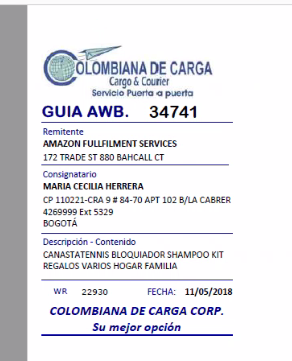 COLOMBIANA DE CARGA
Cargo & Courier
Servicio Puerta a puerta
GUIA AWB. 34741
Remitente
AMAZON FULLFILMENT SERVICES
172 TRADE ST 880 BAHCALL CT
Consignatario
MARIA CECILIA HERRERA
CP 110221-CRA 9 # 84-70 APT 102 B/LA CABRER
4269999 Ext 5329
BOGOTÁ
Descripción - Contenido
CANASTATENNIS BLOQUIADOR SHAMPOO KIT
REGALOS VARIOS HOGAR FAMILIA
WR 22930 FECHA: 11/05/2018
COLOMBIANA DE CARGA CORP.
Su mejor opción